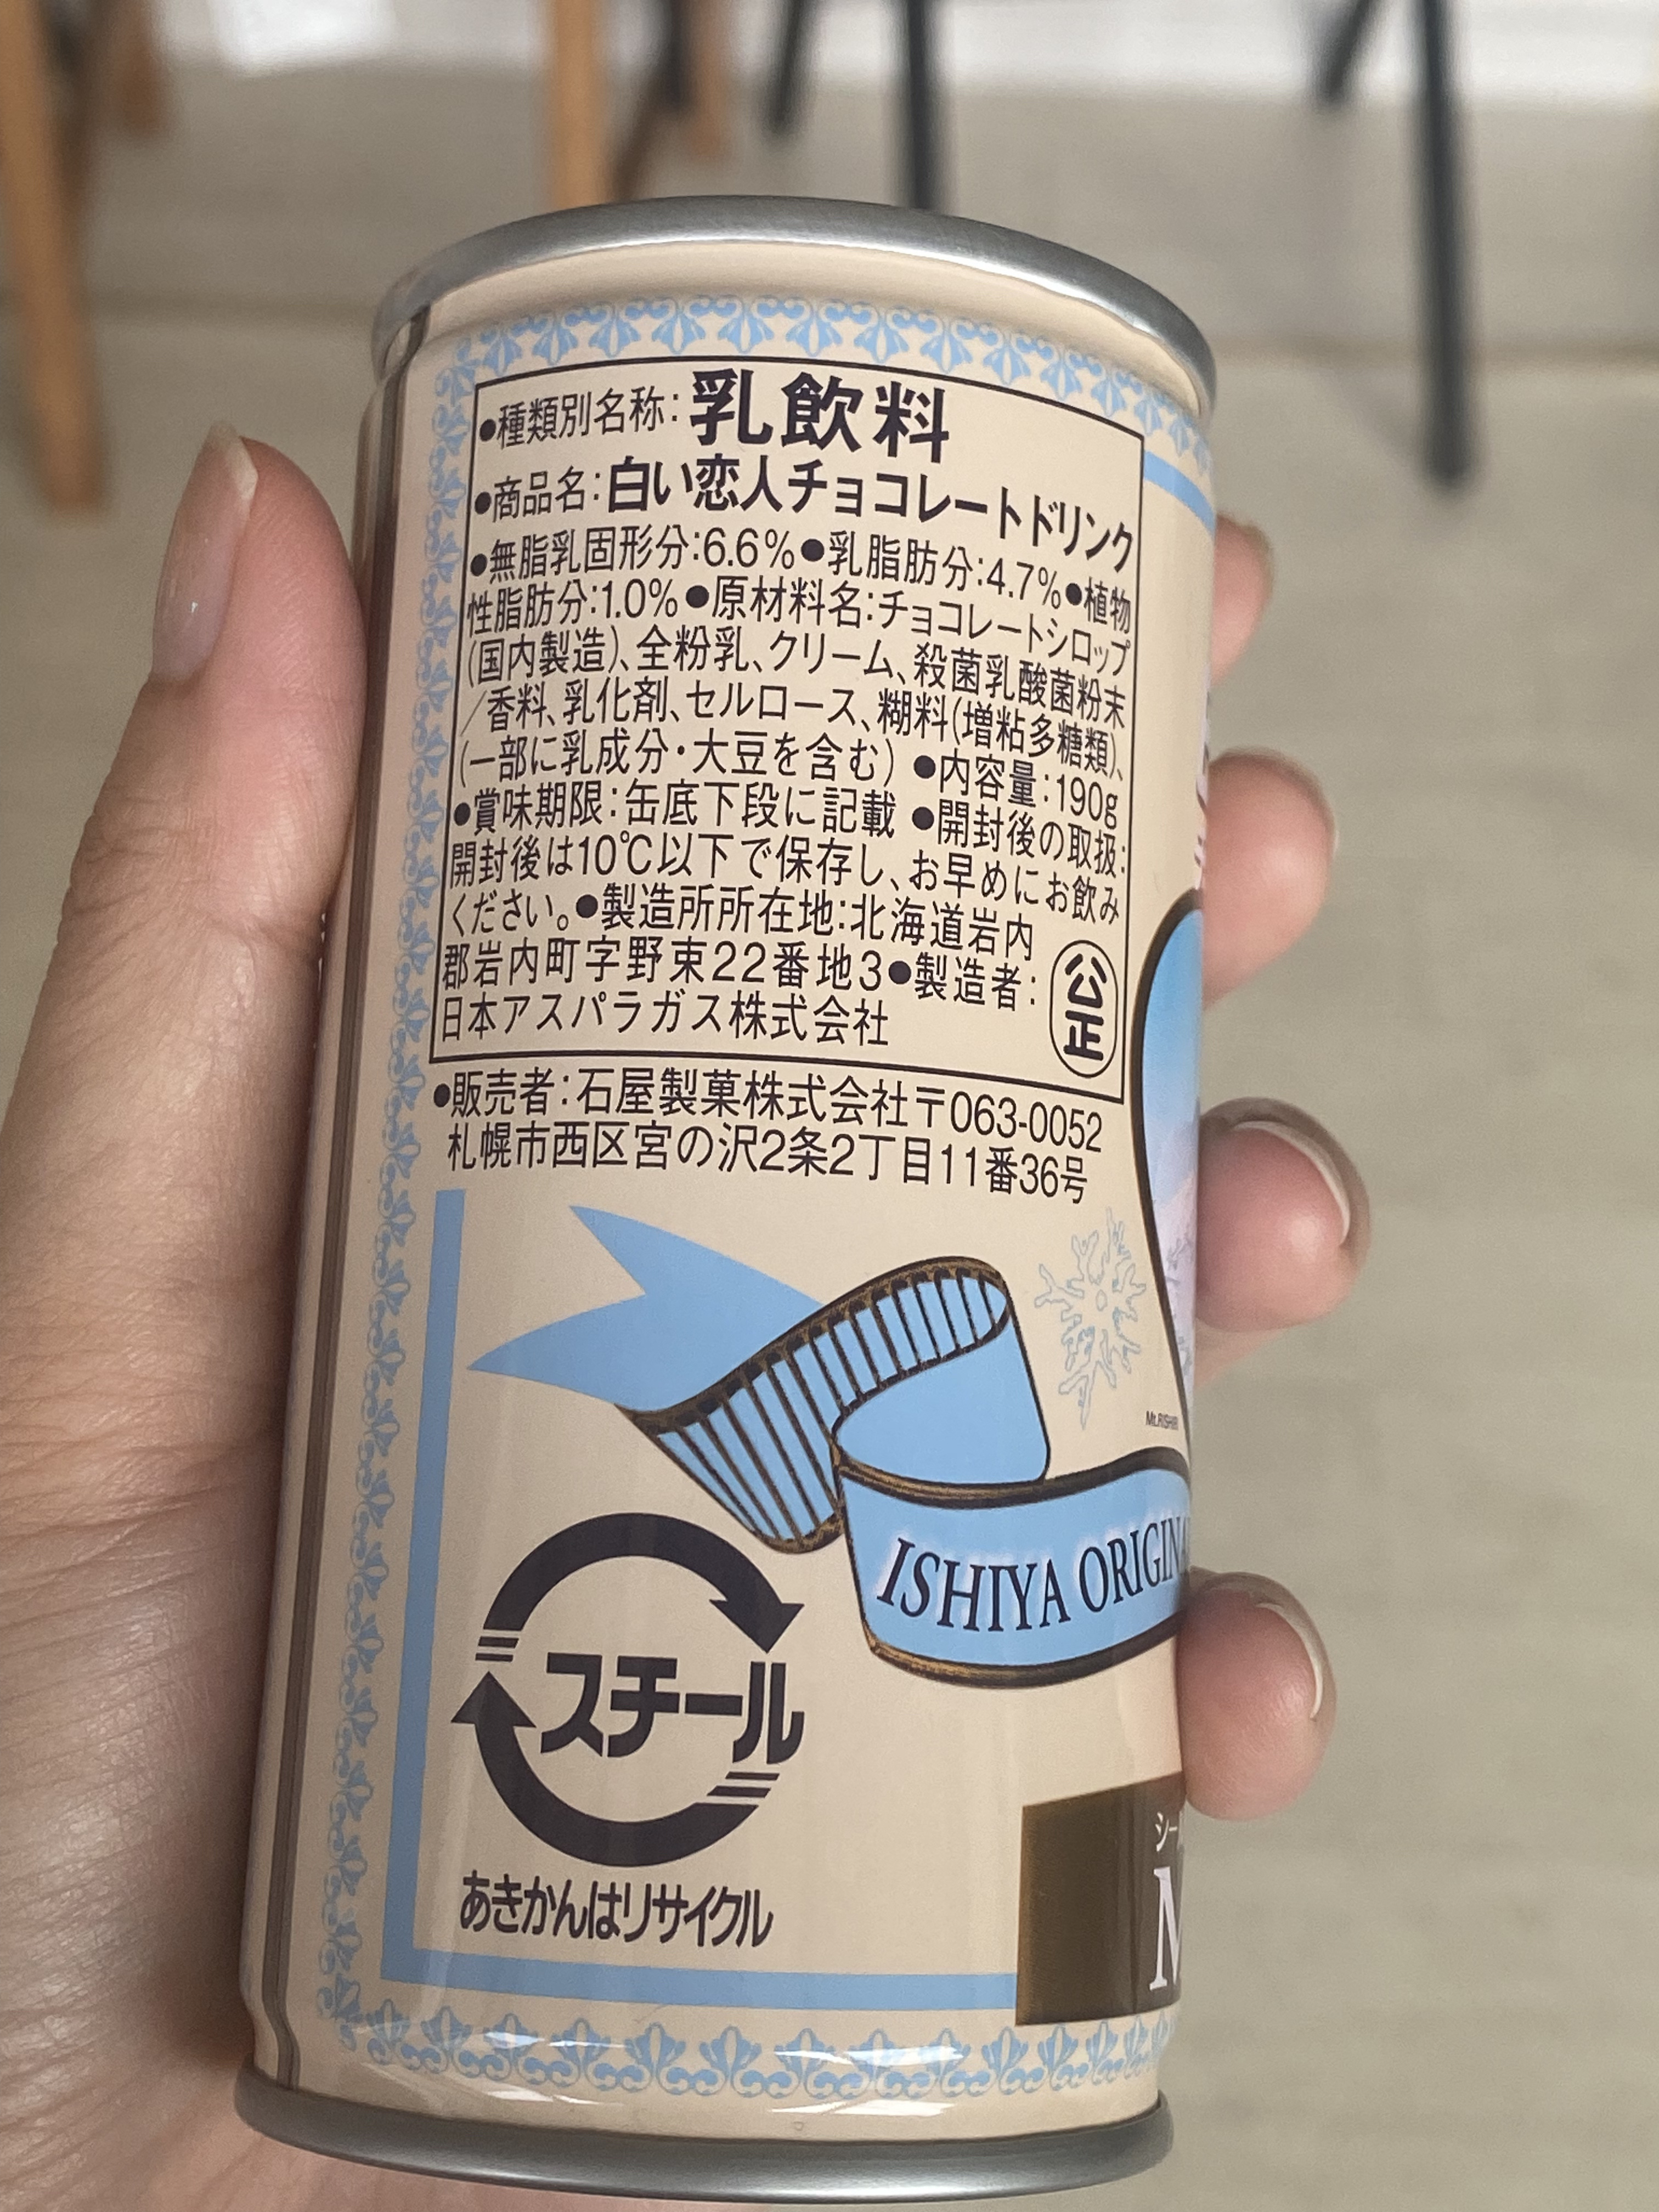 ●種類別名称:乳飲料
●商品名:白い恋人チョコレートドリンク
●無脂乳固形分:6.6%●乳脂肪分:4.7%●植物
性脂肪分:1.0%●原材料名:チョコレートシロップ
(国内製造)、全粉乳、クリーム、殺菌乳酸菌粉末
/香料、乳化剤、セルロース、糊料(増粘多糖類)、
(一部に乳成分・大豆を含む)●内容量:190g
●賞味期限:缶底下段に記載 ●開封後の取扱:
開封後は10℃以下で保存し、お早めにお飲み
ください。●製造所所在地:北海道岩内
郡岩内町字野束22番地3●製造者:
日本アスパラガス株式会社
公正
●販売者:石屋製菓株式会社〒063-0052
札幌市西区宮の沢2条2丁目11番36号
Mt.RISHIRI
ISHIYA ORIGINA
スチール
あきかんはリサイクル
シー
M